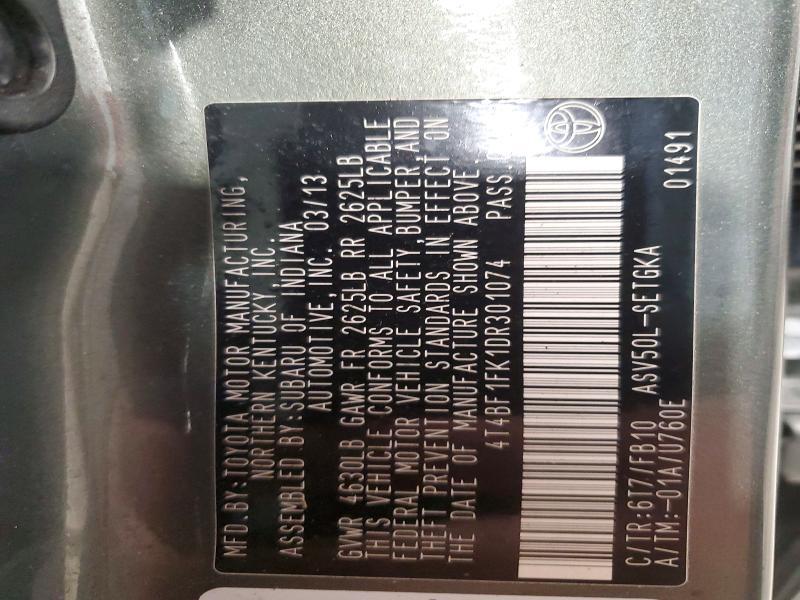 MFD.BY:TOYOTA MOTOR MANUFACTURING,
NORTHERN KENTUCKY,INC.
ASSEMBLED BY:SUBARU OF INDIANA
AUTOMOTIVE,INC. 03/13
GVWR 4630LB GAWR FR 2625LB RR 2625LB
THIS VEHICLE CONFORMS TO ALL APPLICABLE
FEDERAL MOTOR VEHICLE SAFETY,BUMPER,AND
THEFT PREVENTION STANDARDS IN EFFECT ON
THE DATE OF MANUFACTURE SHOWN ABOVE.
4T4BF1FK1DR301074 PASS.
C/TR:6T7/FB10 ASV50L-SETGKA 01491
A/TM:-01A/U760E